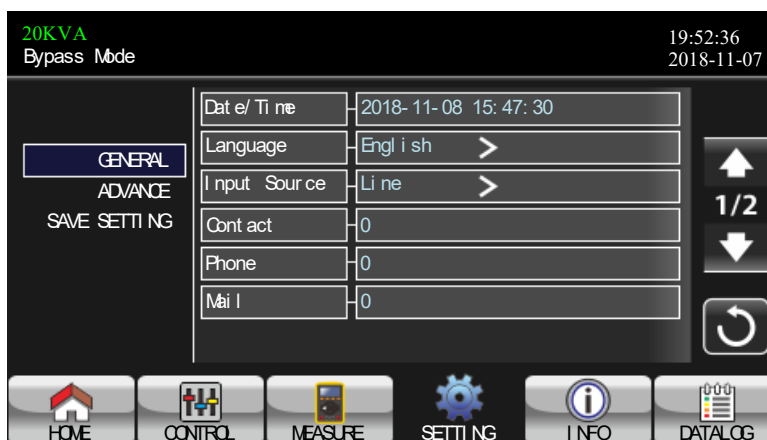 20KVA
Bypass Mode
19:52:36
2018-11-07
GENERAL
ADVANCE
SAVE SETTING
Date/Time 2018-11-08 15:47:30
Language English >
Input Source Line >
Contact 0
Phone 0
Mail 0
1/2
HOME CONTROL MEASURE SETTING INFO DATALOG